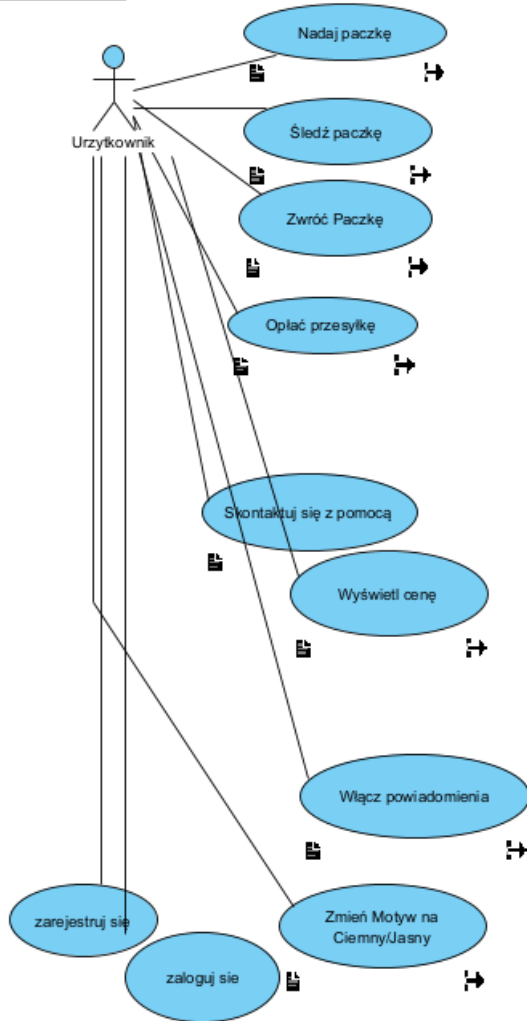 Nadaj paczkę
Śledź paczkę
Urzytkownik
Zwróć Paczkę
Opłać przesyłkę
Skontaktuj się z pomocą
Wyświetl cenę
Włącz powiadomienia
zarejestruj się
Zmień Motyw na
Ciemny/Jasny
zaloguj sie